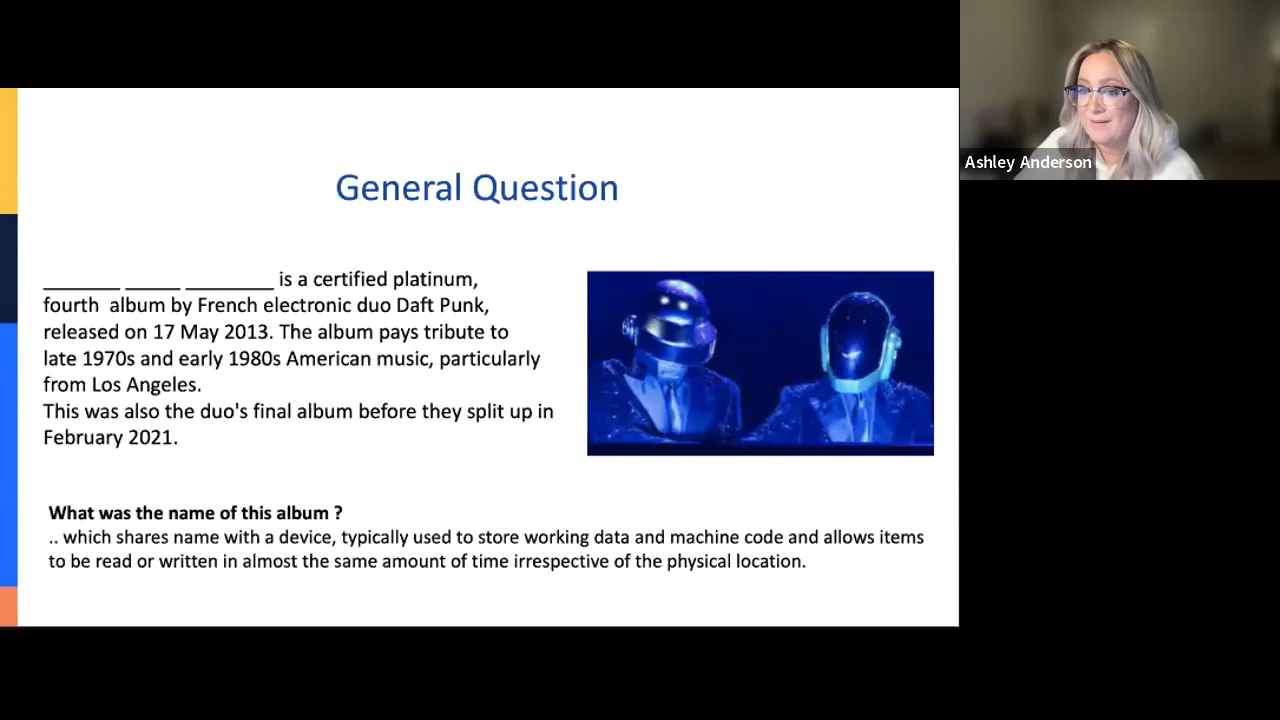 General Question
_______ _____ ________ is a certified platinum,
fourth  album by French electronic duo Daft Punk,
released on 17 May 2013. The album pays tribute to
late 1970s and early 1980s American music, particularly
from Los Angeles.
This was also the duo's final album before they split up in
February 2021.
What was the name of this album ?
.. which shares name with a device, typically used to store working data and machine code and allows items
to be read or written in almost the same amount of time irrespective of the physical location.
Ashley Anderson